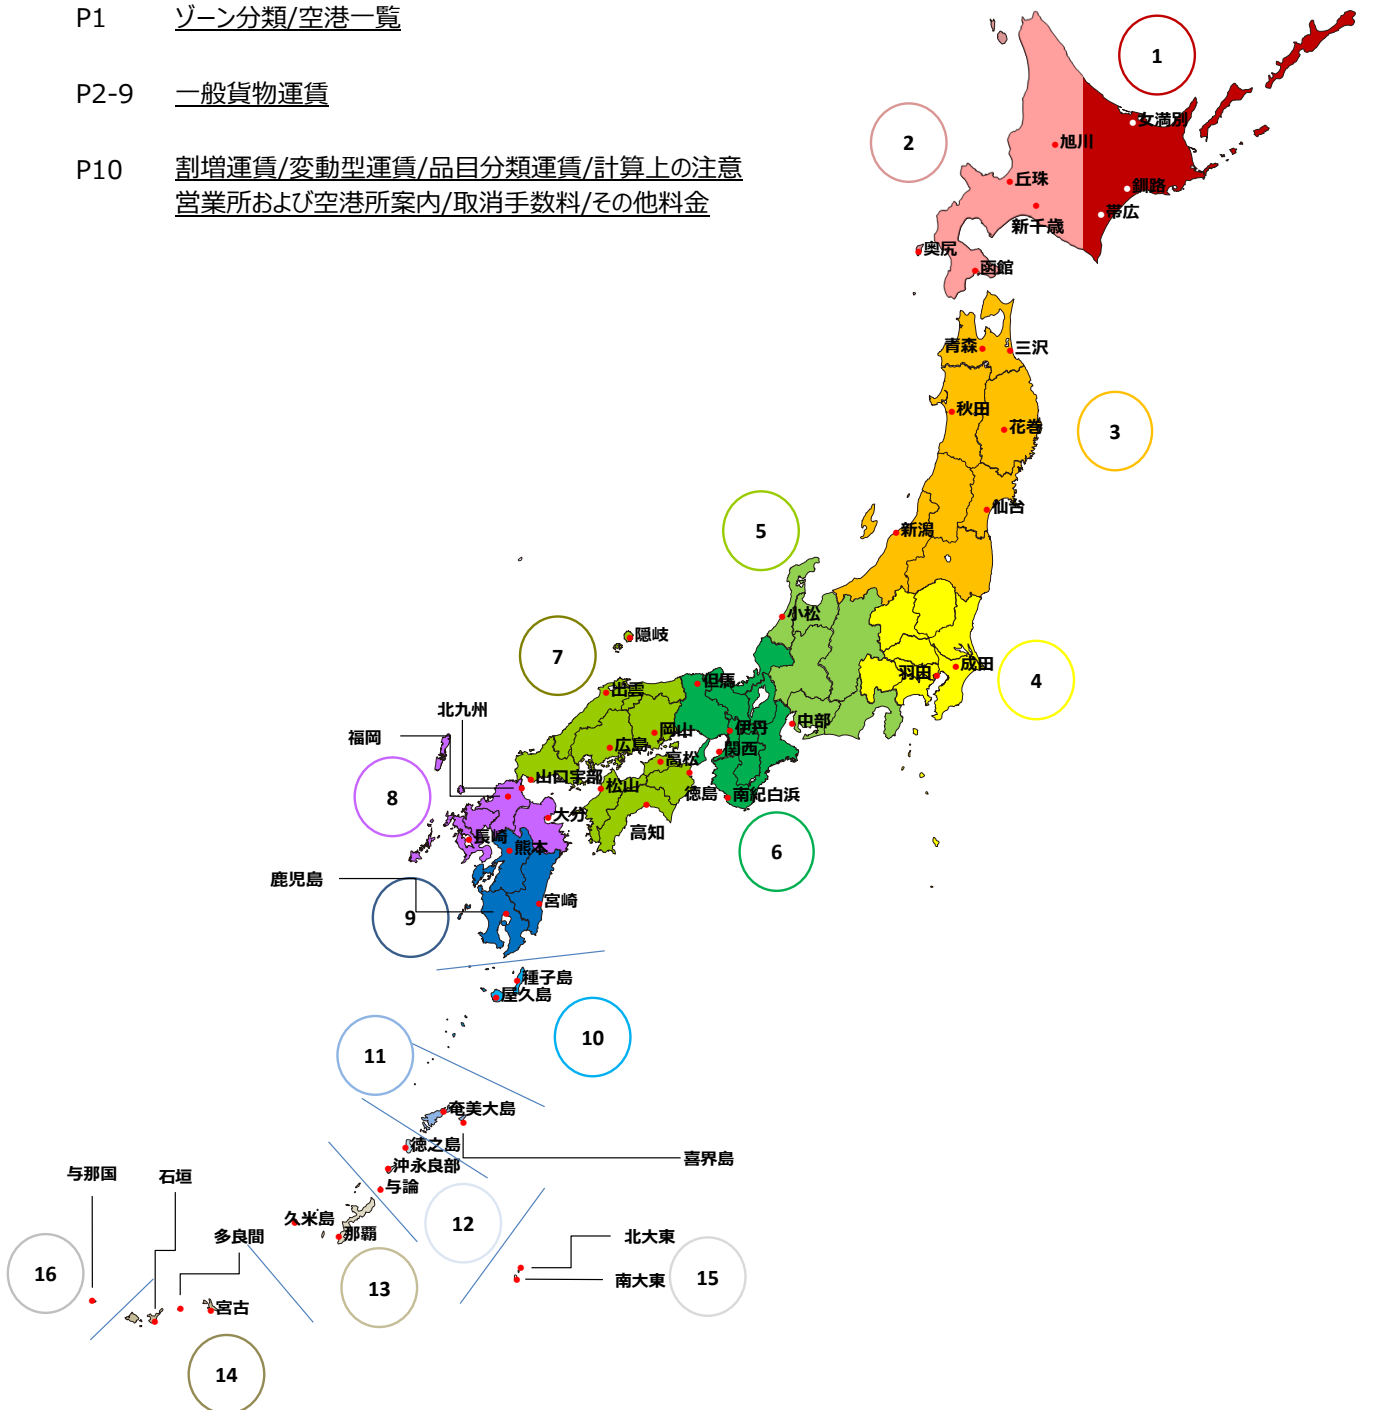 P1 ゾーン分類/空港一覧
P2-9 一般貨物運賃
P10 割増運賃/変動型運賃/品目分類運賃/計算上の注意
営業所および空港所案内/取消手数料/その他料金
1
女満別
2
旭川
丘珠
釧路
帯広
新千歳
奥尻
函館
青森
三沢
秋田
花巻
3
仙台
5
新潟
小松
隠岐
7
成田
羽田
4
但馬
出雲
北九州
中部
伊丹
岡山
福岡
広島
関西
高松
山口宇部
松山
徳島
南紀白浜
8
大分
高知
長崎
熊本
6
鹿児島
宮崎
9
種子島
屋久島
10
11
奄美大島
徳之島
喜界島
沖永良部
与那国
石垣
与論
久米島
12
那覇
多良間
北大東
16
南大東
15
13
宮古
14